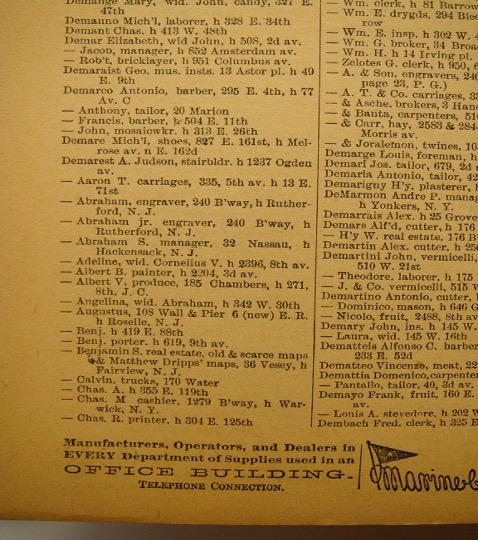 Demange Mary, wid. John, candy, 327 E.
47th
Demanno Mich'l, laborer, h 328 E. 34th
Demant Chas. h 413 W. 48th
Demar Elizabeth, wid John, h 508, 2d av.
— Jacob, manager, h 852 Amsterdam av.
— Rob't, bricklayer, h 951 Columbus av.
Demaraist Geo. mus. insts. 13 Astor pl. h 49
E. 9th
Demarco Antonio, barber, 295 E. 4th, h 77
Av. C
— Anthony, tailor, 20 Marion
— Francis, barber, h 504 E. 11th
— John, mosaicwkr. h 313 E. 26th
Demare Mich'l, shoes, 827 E. 161st, h Mel-
rose av. n E. 162d
Demarest A. Judson, stairbldr. h 1237 Ogden
av.
— Aaron T. carriages, 335, 5th av. h 13 E.
71st
— Abraham, engraver, 240 B'way, h Ruther-
ford, N. J.
— Abraham jr. engraver, 240 B'way, h
Rutherford, N. J.
— Abraham S. manager, 32 Nassau, h
Hackensack, N. J.
— Adeline, wid. Cornelius V. h 2396, 8th av.
— Albert B. painter, h 2204, 3d av.
— Albert V. produce, 185 Chambers, h 271,
8th, J. C.
— Angelina, wid. Abraham, h 342 W. 30th
— Augustus, 108 Wall & Pier 6 (new) E. R.
h Roselle, N. J.
— Benj. h 419 E. 88th
— Benj. porter. h 619, 9th av.
— Benjamin S. real estate, old & scarce maps
& Matthew Dripps' maps, 36 Vesey, h
Fairview, N. J.
— Calvin, trucks, 170 Water
— Chas. A. h 355 E. 119th
— Chas. M. cashier, 1279 B'way, h War-
wick, N. Y.
— Chas. R. printer. h 304 E. 125th
— Wm. clerk, h 81 Barrow
— Wm. E. drygds. 294 Blee
row
— Wm. E. insp. h 302 W. 4
— Wm. G. broker, 34 Broa
— Wm. H. h 14 Irving pl.
— Zelotes G. clerk, h 950, 6
— A. & Son. engravers, 240
page 23, P. G.)
— A. T. & Co. carriages, 33
— & Asche, brokers, 3 Hano
— & Banta, carpenters, 510
— & Carr, hay, 2583 & 284
Morris av.
— & Joralemon, twines, 10
Demarge Louis, foreman, h
Demari Jos. tailor, 679, 2d a
Demaria Antonio, tailor, 42
Demarigny H'y, plasterer, h
DeMarmon Andre P. manag
h Yonkers, N. Y.
Demarrais Alex. h 25 Grove
Demars Alf'd, cutter, h 176
— H'y W. real estate, 176 B
Demartin Alex. cutter, h 250
Demartini John, vermicelli,
510 W. 21st
— Theodore, laborer, h 175
— J. & Co. vermicelli, 515 W
Demartino Antonio, cutter, h
— Dominico, mason, h 646 G
— Nicolo, fruit, 2488, 8th av
Demary John, ins. h 145 W.
— Laura, wid. 145 W. 16th
Dematteis Alfonso C. barber
233 E. 52d
Dematteo Vincenzo, meat, 22
Demattia Domenico, carpenter
— Pantallo, tailor, 40, 3d av.
Demayo Frank, fruit, 160 E.
av.
— Louis A. stevedore, h 202 W
Dembach Fred. clerk, h 325 E
Manufacturers, Operators, and Dealers in
EVERY Department of Supplies used in an
OFFICE BUILDING-
TELEPHONE CONNECTION.